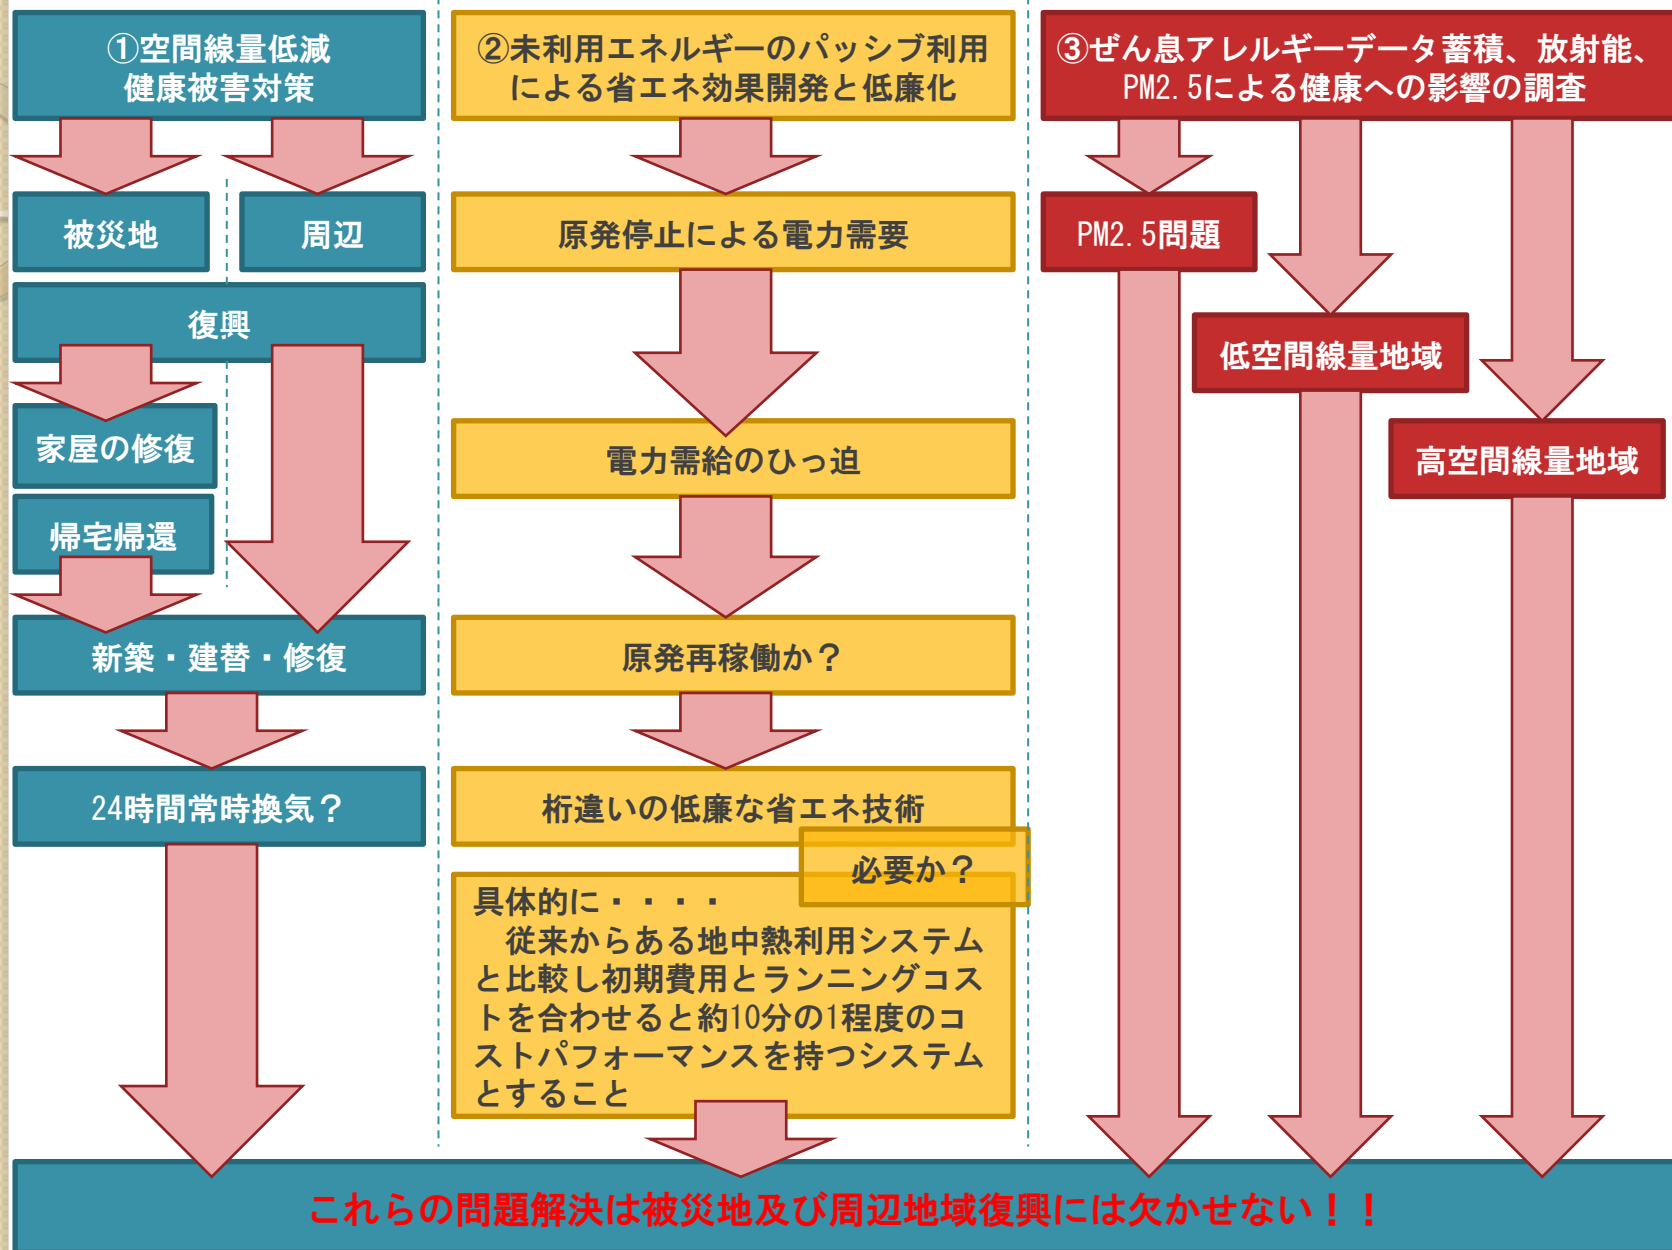 ①空間線量低減
健康被害対策
被災地
周辺
復興
家屋の修復
帰宅帰還
新築・建替・修復
24時間常時換気？
②未利用エネルギーのパッシブ利用
による省エネ効果開発と低廉化
原発停止による電力需要
電力需給のひっ迫
原発再稼働か？
桁違いの低廉な省エネ技術
必要か？
具体的に・・・・
　従来からある地中熱利用システム
と比較し初期費用とランニングコス
トを合わせると約10分の1程度のコ
ストパフォーマンスを持つシステム
とすること
③ぜん息アレルギーデータ蓄積、放射能、
PM2.5による健康への影響の調査
PM2.5問題
低空間線量地域
高空間線量地域
これらの問題解決は被災地及び周辺地域復興には欠かせない！！